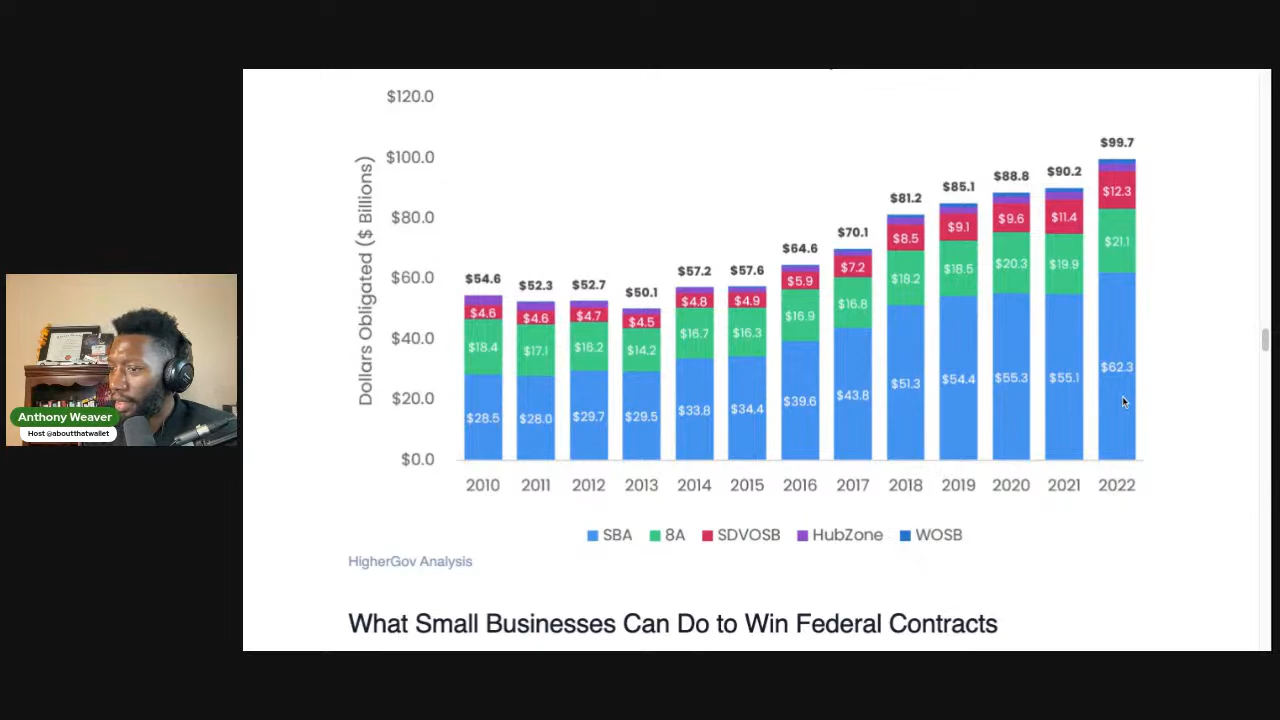 $120.0
$100.0
$80.0
$60.0
$40.0
$20.0
$0.0
Dollars Obligated ($ Billions)
$54.6 $52.3 $52.7 $50.1 $57.2 $57.6 $64.6 $70.1 $81.2 $85.1 $88.8 $90.2 $99.7
$4.6 $4.6 $4.7 $4.5 $4.8 $4.9 $5.9 $7.2 $8.5 $9.1 $9.6 $11.4 $12.3
$18.4 $17.1 $16.2 $14.2 $16.7 $16.3 $16.9 $16.8 $18.2 $18.5 $20.3 $19.9 $21.1
$28.5 $28.0 $29.7 $29.5 $33.8 $34.4 $39.6 $43.8 $51.3 $54.4 $55.3 $55.1 $62.3
2010 2011 2012 2013 2014 2015 2016 2017 2018 2019 2020 2021 2022
SBA 8A SDVOSB HubZone WOSB
HigherGov Analysis
What Small Businesses Can Do to Win Federal Contracts
Anthony Weaver
Host @aboutthatwallet